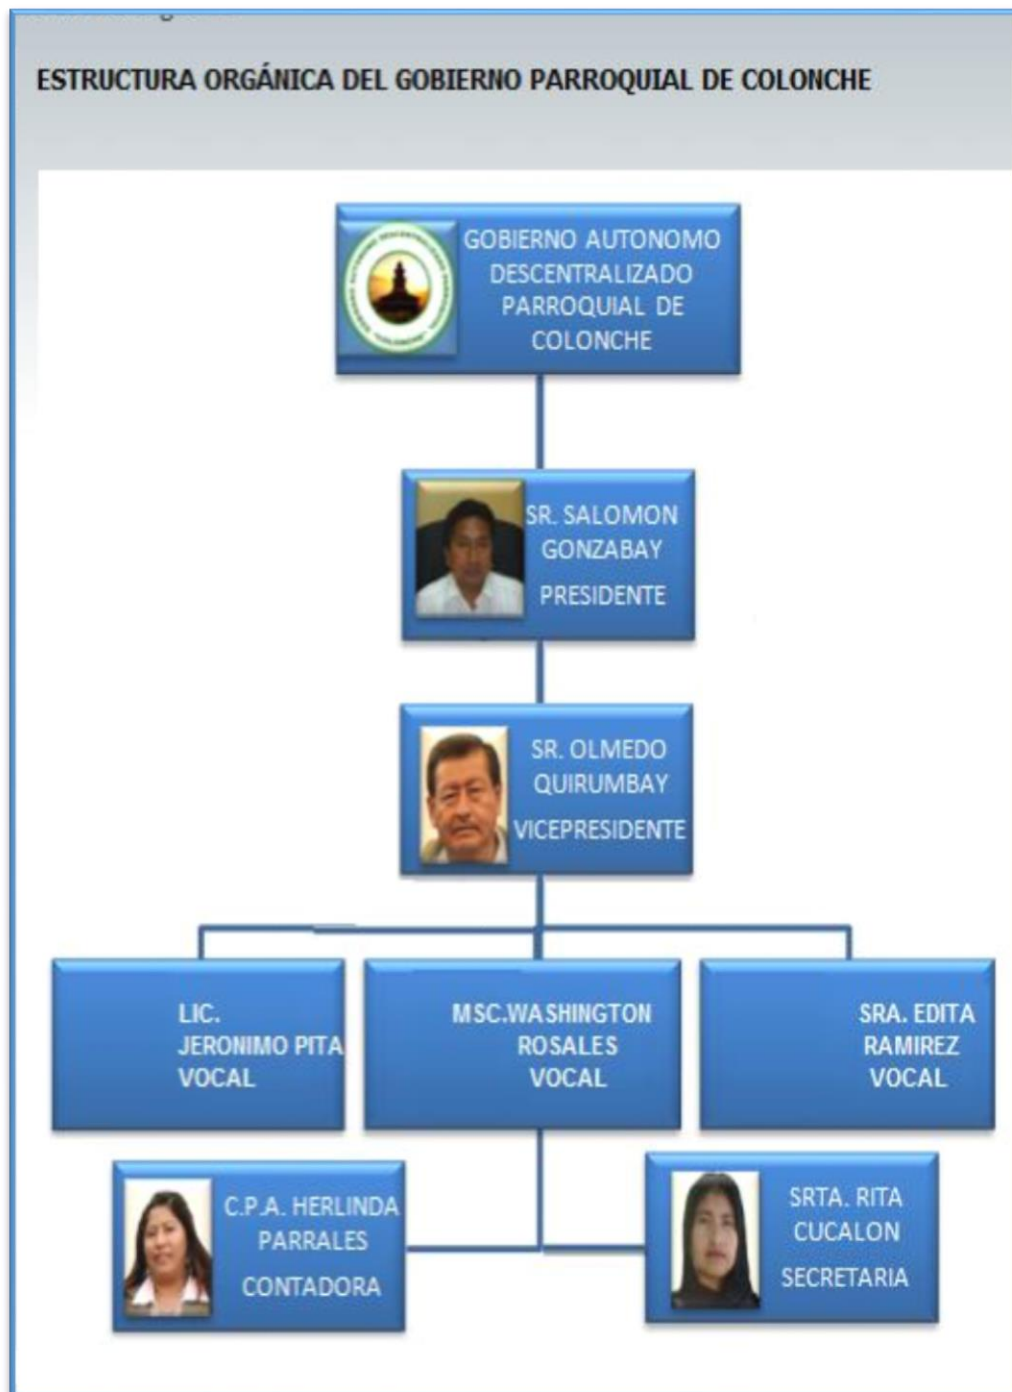 ESTRUCTURA ORGÁNICA DEL GOBIERNO PARROQUIAL DE COLONCHE
GOBIERNO AUTONOMO
DESCENTRALIZADO
PARROQUIAL DE
COLONCHE
SR. SALOMON
GONZABAY
PRESIDENTE
SR. OLMEDO
QUIRUMBAY
VICEPRESIDENTE
LIC.
JERONIMO PITA
VOCAL
MSC.WASHINGTON
ROSALES
VOCAL
SRA. EDITA
RAMIREZ
VOCAL
C.P.A. HERLINDA
PARRALES
CONTADORA
SRTA. RITA
CUCALON
SECRETARIA